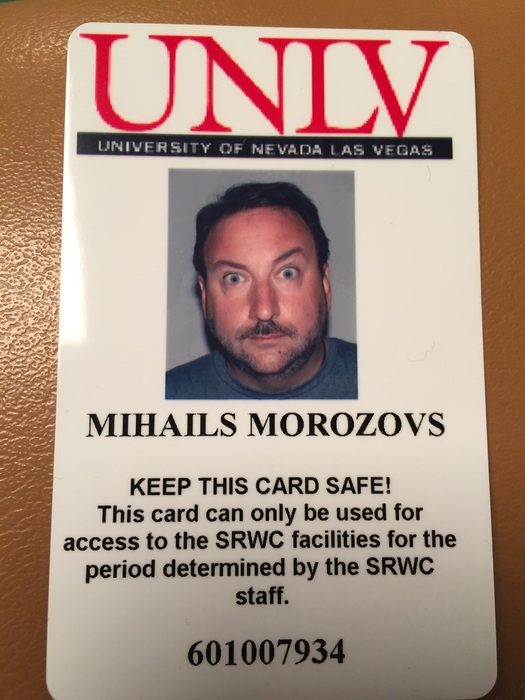 UNLV
UNIVERSITY OF NEVADA LAS VEGAS
MIHAILS MOROZOVS
KEEP THIS CARD SAFE!
This card can only be used for
access to the SRWC facilities for the
period determined by the SRWC
staff.
601007934